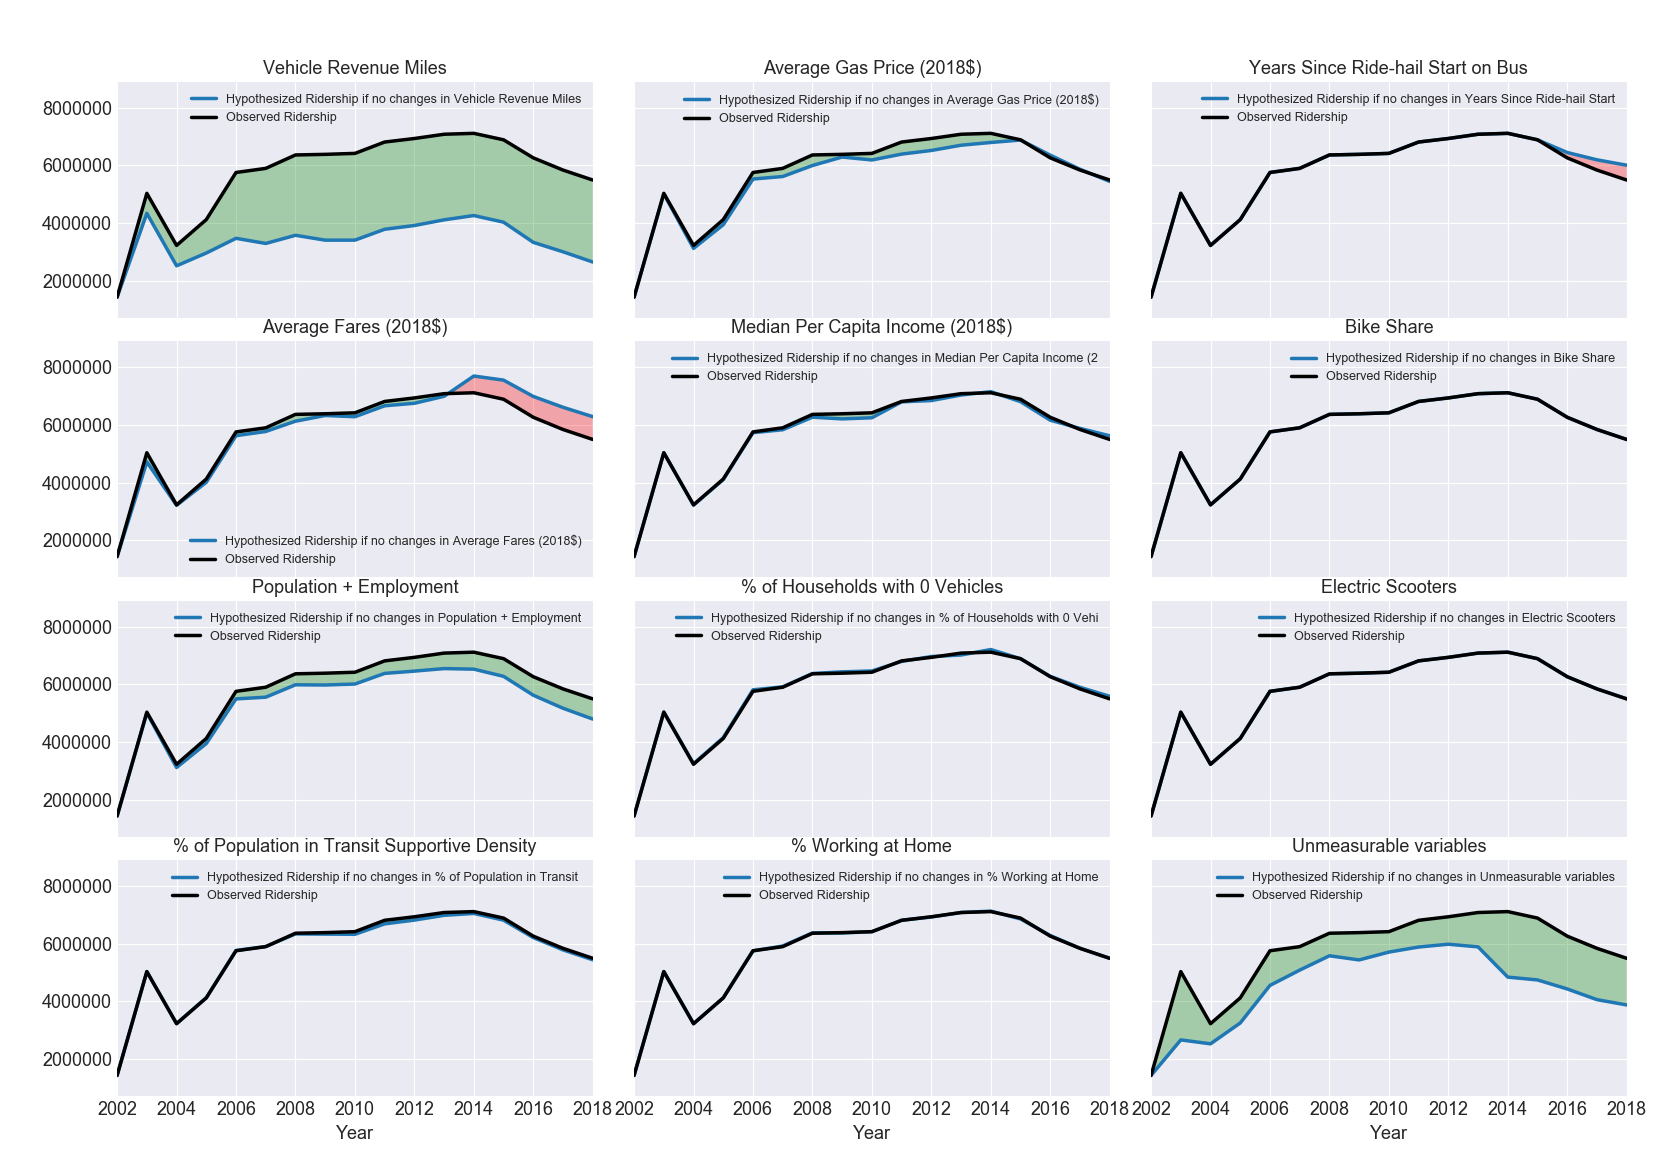 Vehicle Revenue Miles
8000000
6000000
4000000
2000000
Hypothesized Ridership if no changes in Vehicle Revenue Miles
Observed Ridership
Average Gas Price (2018$)
Hypothesized Ridership if no changes in Average Gas Price (2018$)
Observed Ridership
Years Since Ride-hail Start on Bus
Hypothesized Ridership if no changes in Years Since Ride-hail Start
Observed Ridership
Average Fares (2018$)
8000000
6000000
4000000
2000000
Hypothesized Ridership if no changes in Average Fares (2018$)
Observed Ridership
Median Per Capita Income (2018$)
Hypothesized Ridership if no changes in Median Per Capita Income (2
Observed Ridership
Bike Share
Hypothesized Ridership if no changes in Bike Share
Observed Ridership
Population + Employment
8000000
6000000
4000000
2000000
Hypothesized Ridership if no changes in Population + Employment
Observed Ridership
% of Households with 0 Vehicles
Hypothesized Ridership if no changes in % of Households with 0 Vehi
Observed Ridership
Electric Scooters
Hypothesized Ridership if no changes in Electric Scooters
Observed Ridership
% of Population in Transit Supportive Density
8000000
6000000
4000000
2000000
Hypothesized Ridership if no changes in % of Population in Transit
Observed Ridership
2002 2004 2006 2008 2010 2012 2014 2016 2018
Year
% Working at Home
Hypothesized Ridership if no changes in % Working at Home
Observed Ridership
2002 2004 2006 2008 2010 2012 2014 2016 2018
Year
Unmeasurable variables
Hypothesized Ridership if no changes in Unmeasurable variables
Observed Ridership
2002 2004 2006 2008 2010 2012 2014 2016 2018
Year